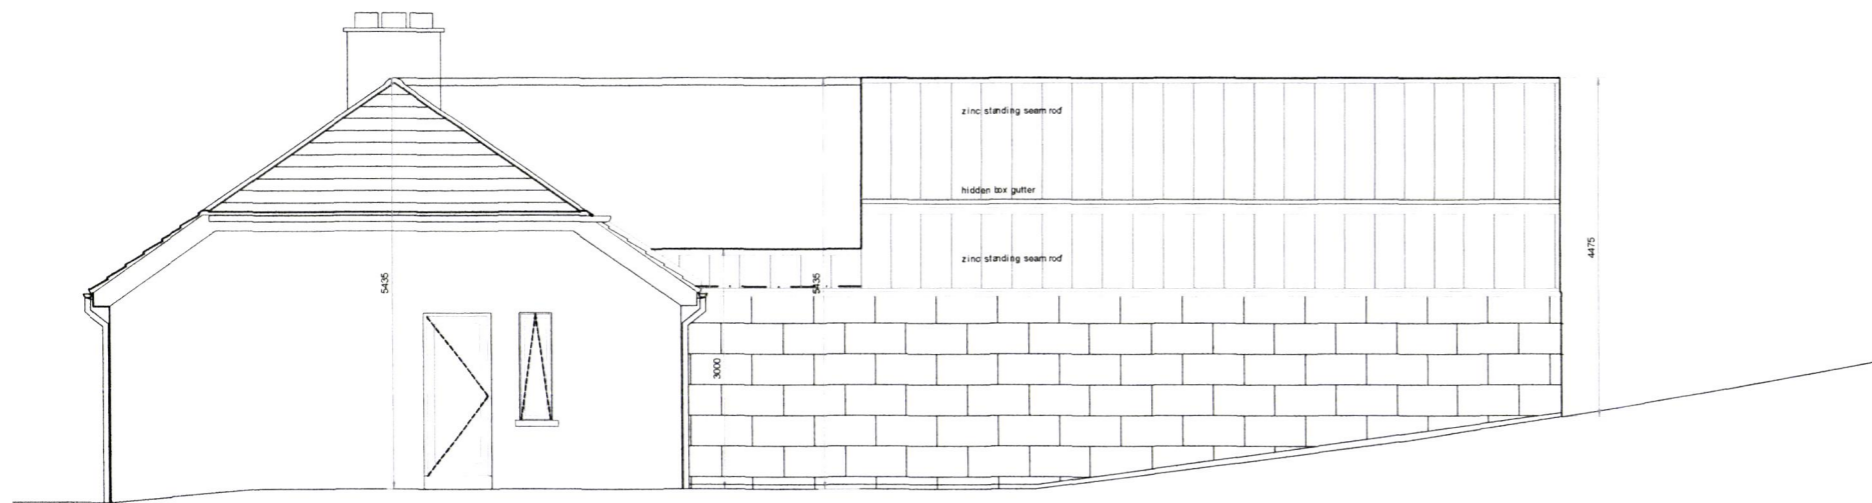 zinc standing seam roof
hidden box gutter
zinc standing seam roof
5435
5435
3000
4475